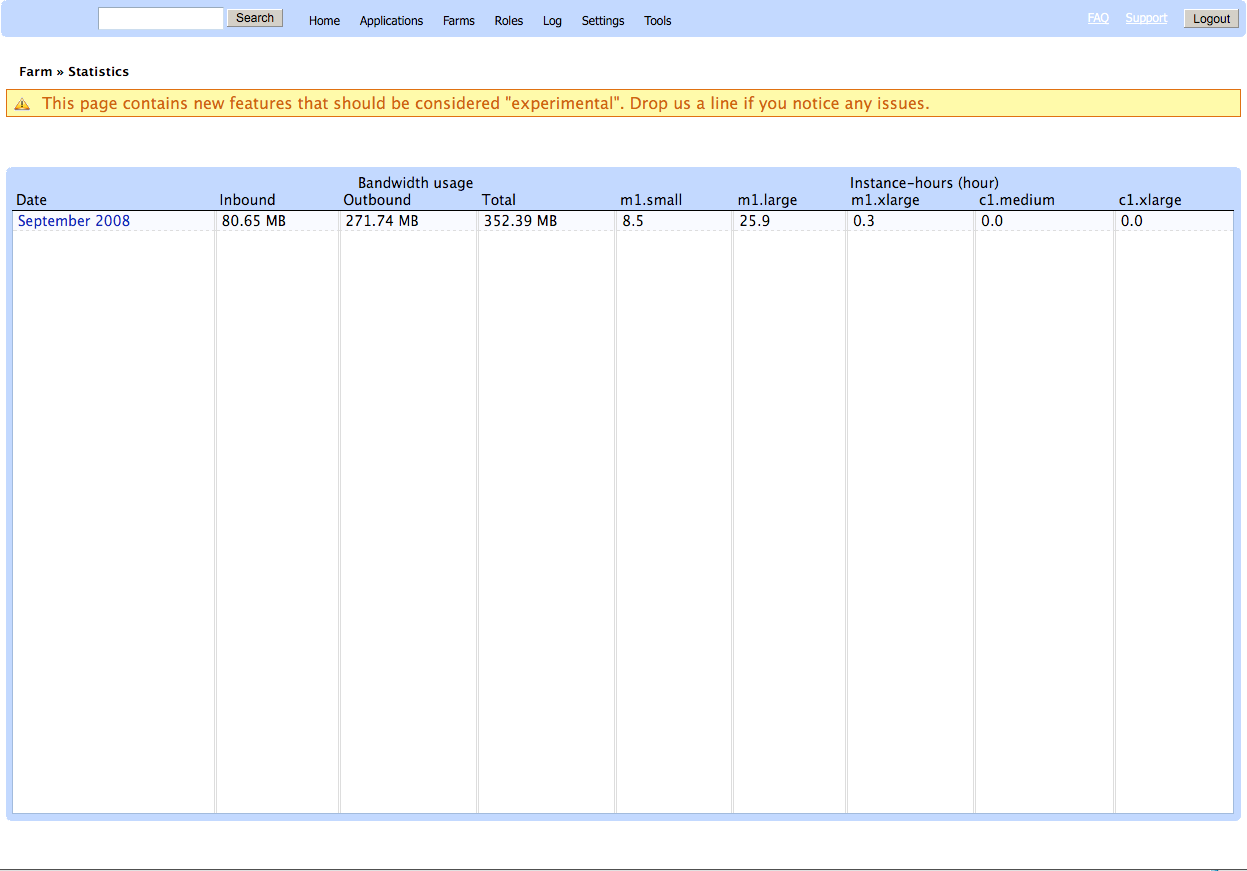 Search Home Applications Farms Roles Log Settings Tools FAQ Support Logout
Farm » Statistics
This page contains new features that should be considered "experimental". Drop us a line if you notice any issues.
Bandwidth usage Instance-hours (hour)
Date Inbound Outbound Total m1.small m1.large m1.xlarge c1.medium c1.xlarge
September 2008 80.65 MB 271.74 MB 352.39 MB 8.5 25.9 0.3 0.0 0.0